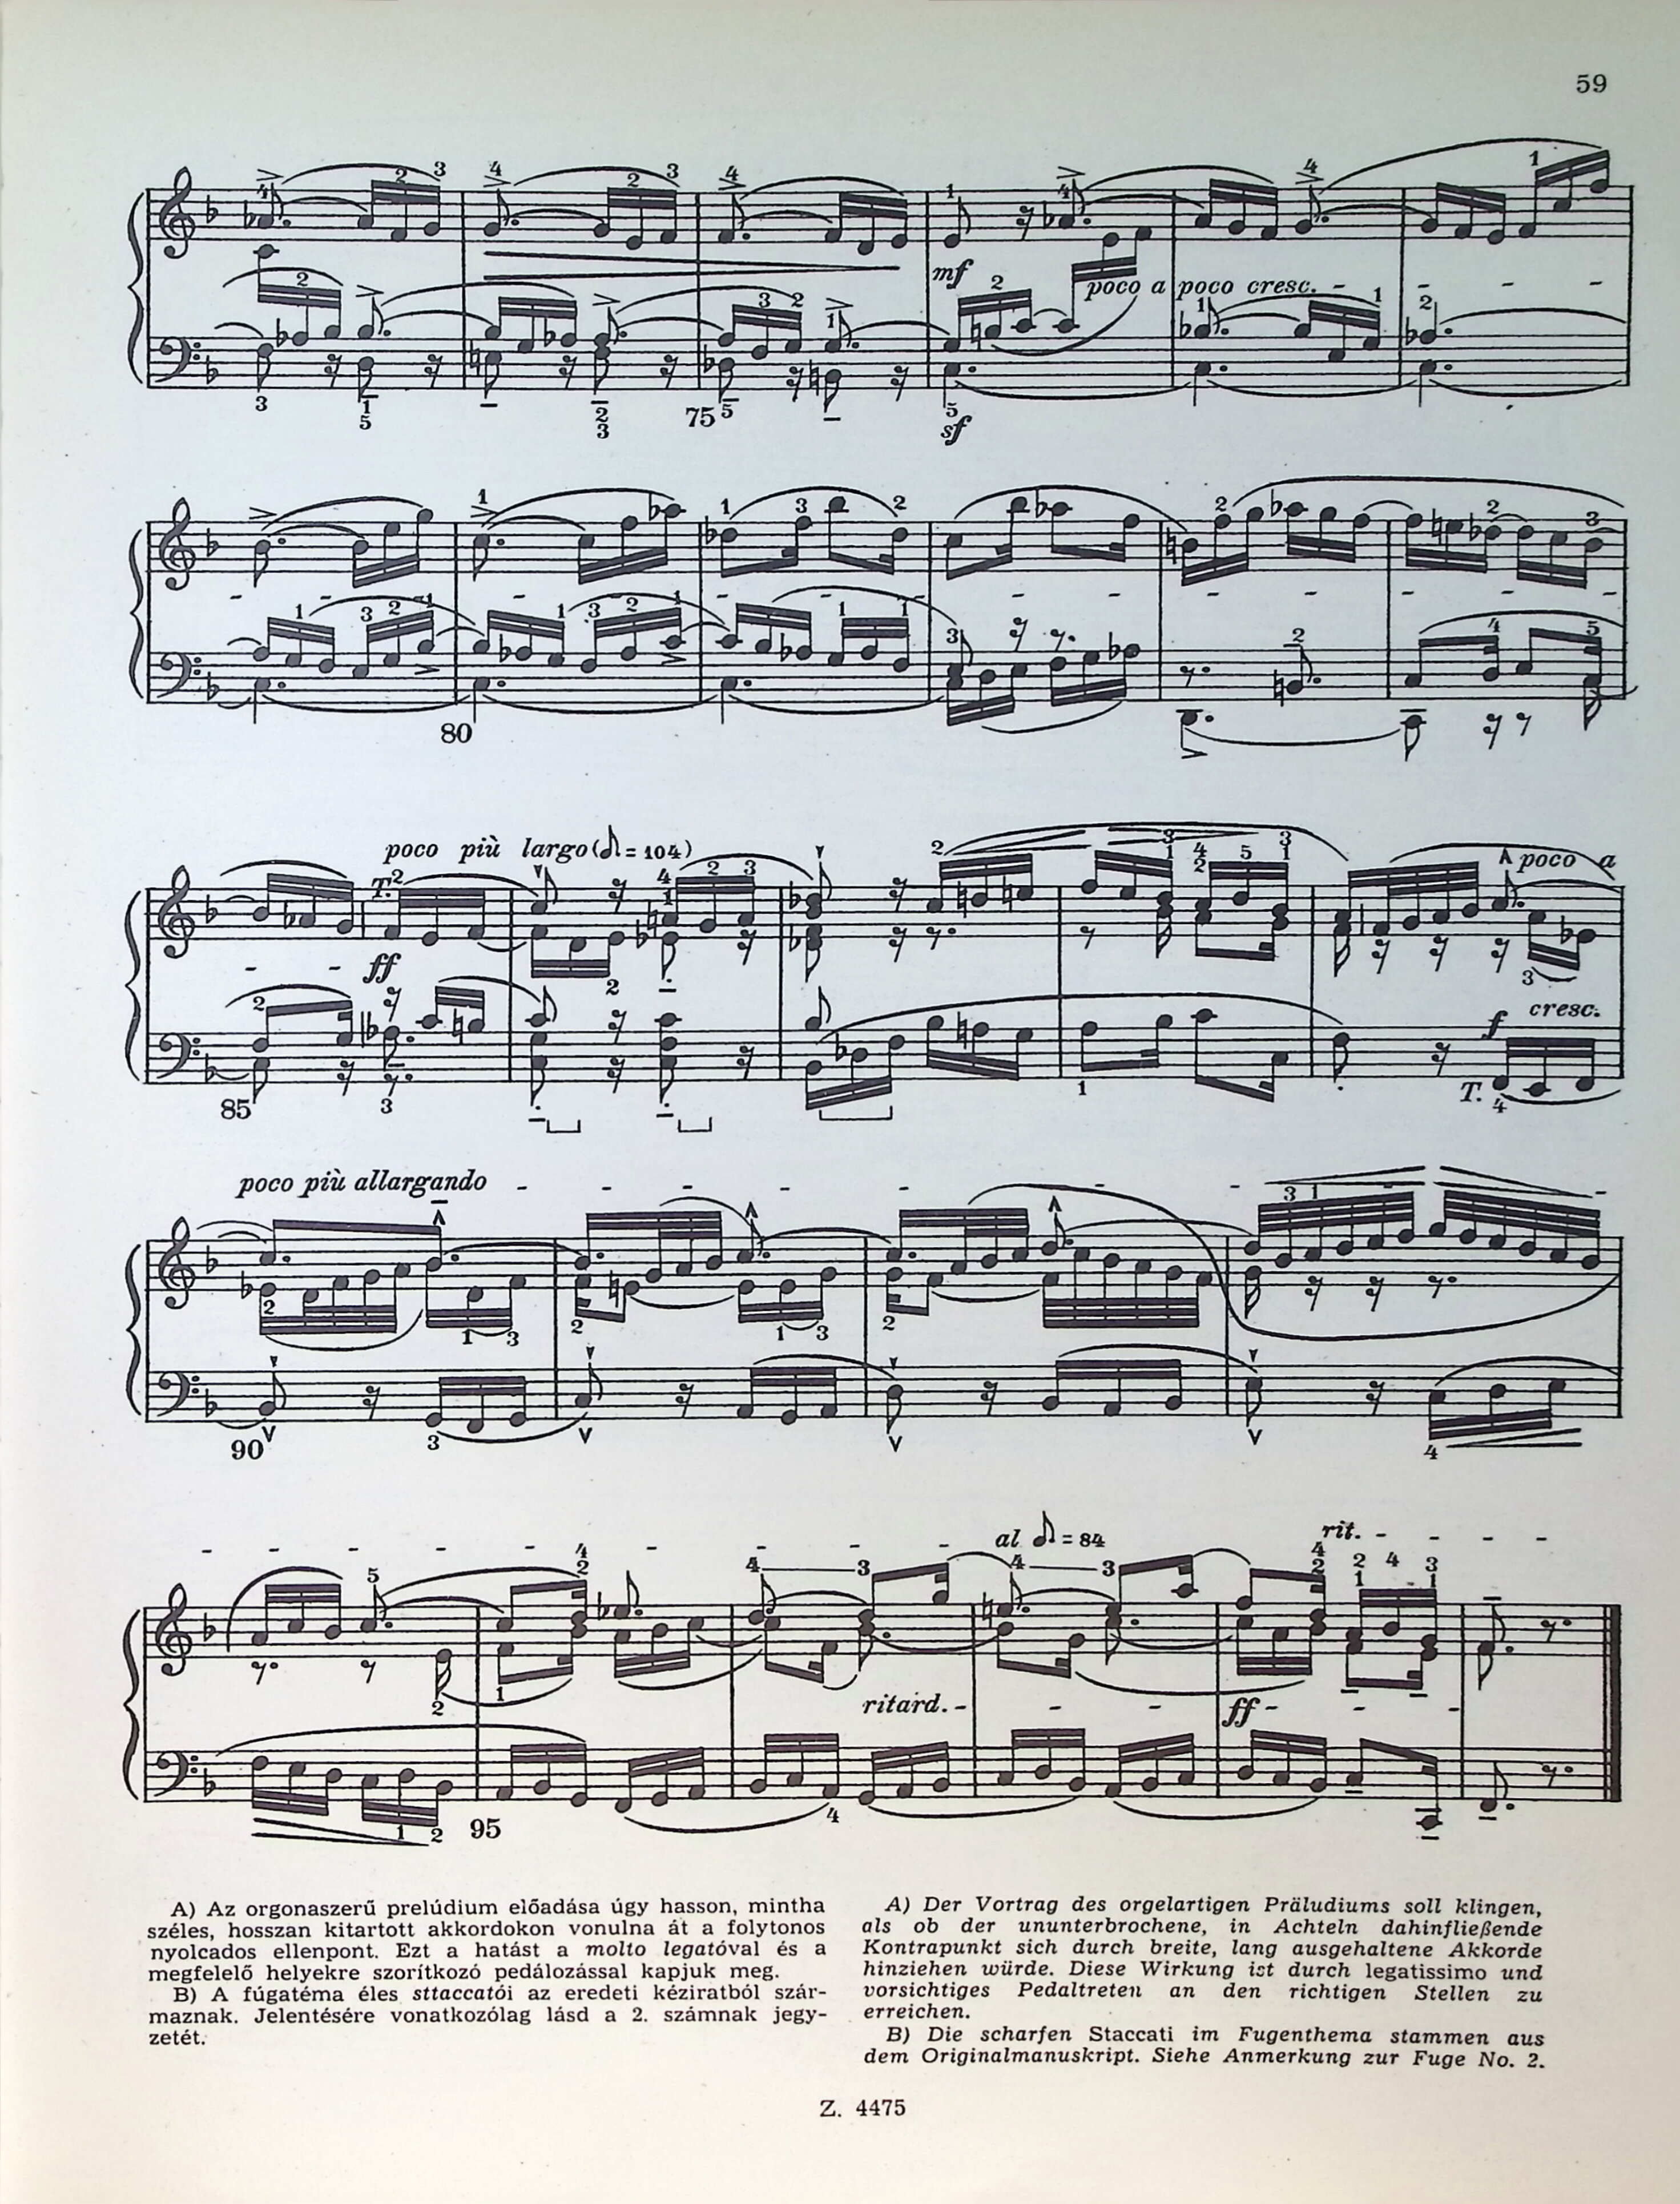 59
mf
poco a poco cresc.
75
sf
80
poco più largo (♪ = 104)
poco a
ff
f
cresc.
T.
T.
85
poco più allargando
90
al ♪ = 84
rit.
ritard.
ff
95
A) Az orgonaszerű prelúdium előadása úgy hasson, mintha
széles, hosszan kitartott akkordokon vonulna át a folytonos
nyolcados ellenpont. Ezt a hatást a molto legatóval és a
megfelelő helyekre szorítkozó pedálozással kapjuk meg.
B) A fúgatéma éles sttaccatói az eredeti kéziratból szár-
maznak. Jelentésére vonatkozólag lásd a 2. számnak jegy-
zetét.
A) Der Vortrag des orgelartigen Präludiums soll klingen,
als ob der ununterbrochene, in Achteln dahinfließende
Kontrapunkt sich durch breite, lang ausgehaltene Akkorde
hinziehen würde. Diese Wirkung ist durch legatissimo und
vorsichtiges Pedaltreten an den richtigen Stellen zu
erreichen.
B) Die scharfen Staccati im Fugenthema stammen aus
dem Originalmanuskript. Siehe Anmerkung zur Fuge No. 2.
Z. 4475